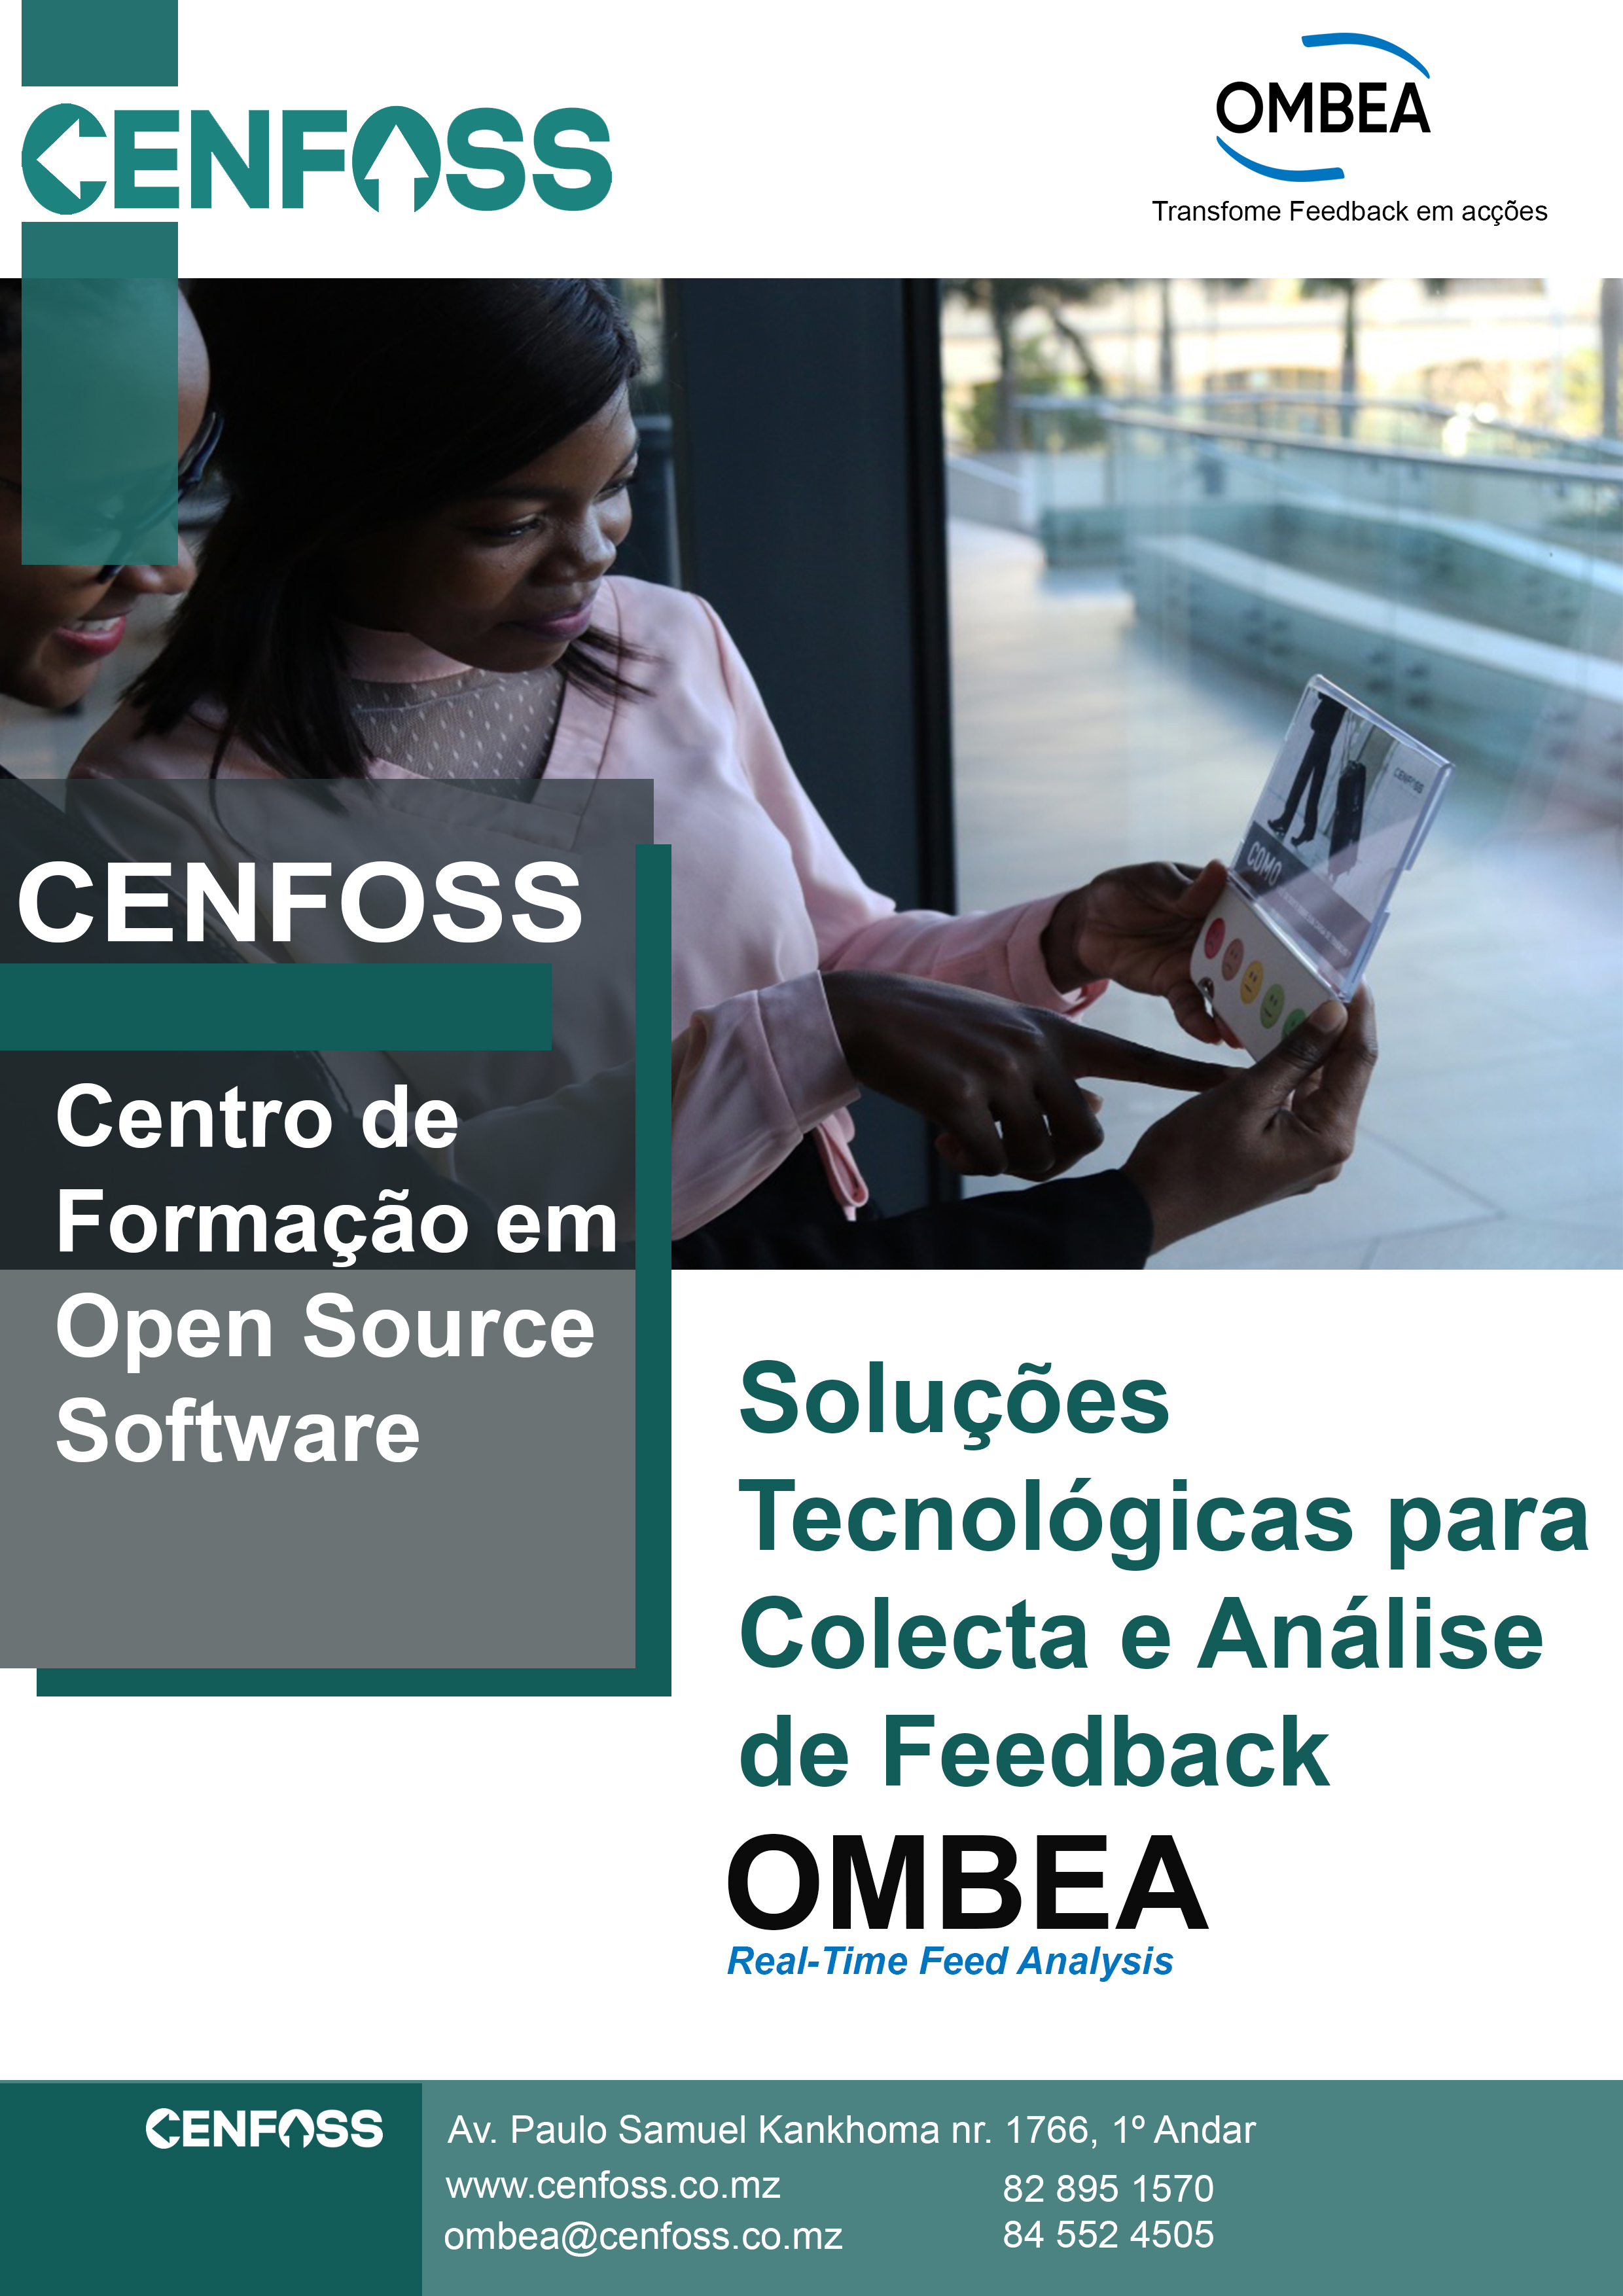 CENFOSS
OMBEA
Transfome Feedback em acções
CENFOSS
COMO
CENFOSS
Centro de
Formação em
Open Source
Software
Soluções
Tecnológicas para
Colecta e Análise
de Feedback
OMBEA
Real-Time Feed Analysis
CENFOSS
Av. Paulo Samuel Kankhoma nr. 1766, 1º Andar
www.cenfoss.co.mz
82 895 1570
ombea@cenfoss.co.mz
84 552 4505